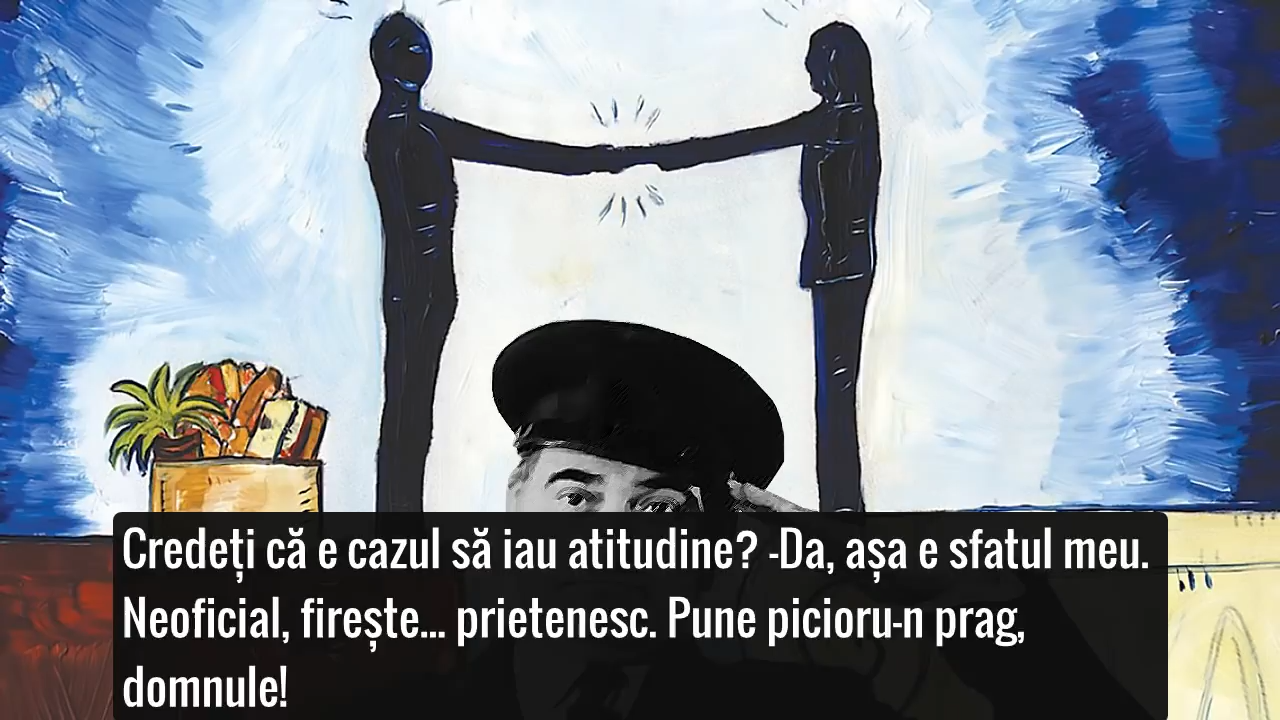 Credeți că e cazul să iau atitudine? -Da, așa e sfatul meu.
Neoficial, firește... prietenesc. Pune picioru-n prag,
domnule!